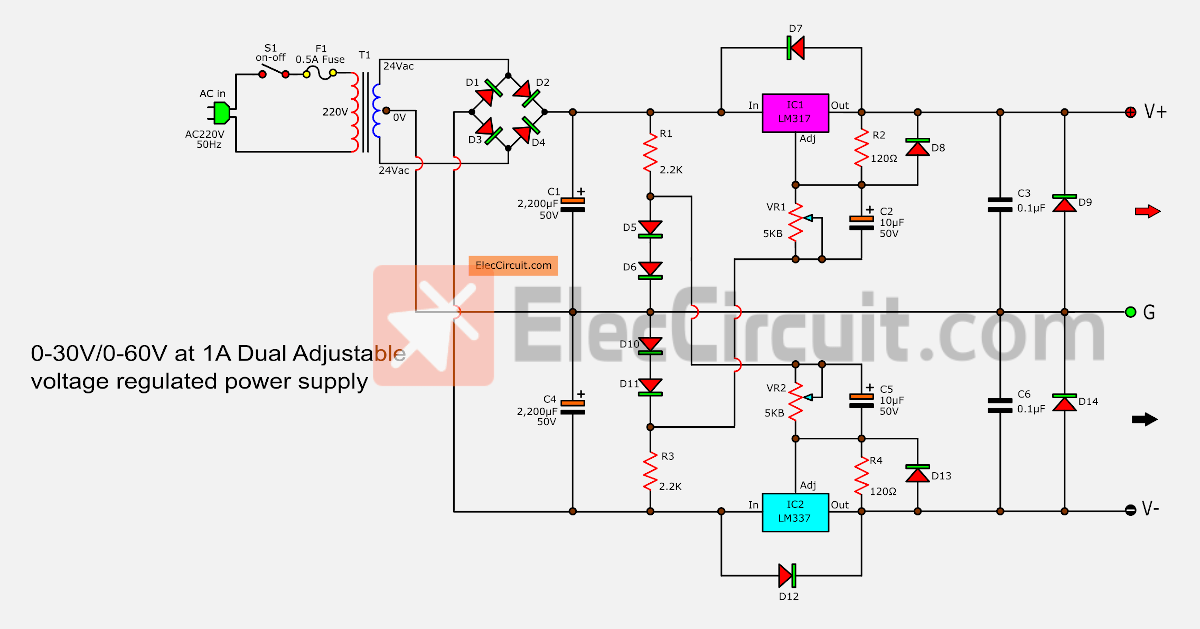 S1
on-off
F1
0.5A Fuse
T1
24Vac
AC in
220V
0V
AC220V
50Hz
24Vac
D1
D2
D3
D4
C1
2,200µF
50V
R1
2.2K
D5
D6
D7
In
IC1
LM317
Out
Adj
R2
120Ω
D8
VR1
5KB
C2
10µF
50V
C3
0.1µF
D9
V+
G
ElecCircuit.com
ElecCircuit.com
0-30V/0-60V at 1A Dual Adjustable
voltage regulated power supply
C4
2,200µF
50V
D10
D11
R3
2.2K
VR2
5KB
C5
10µF
50V
C6
0.1µF
D14
R4
120Ω
D13
Adj
In
IC2
LM337
Out
V-
D12